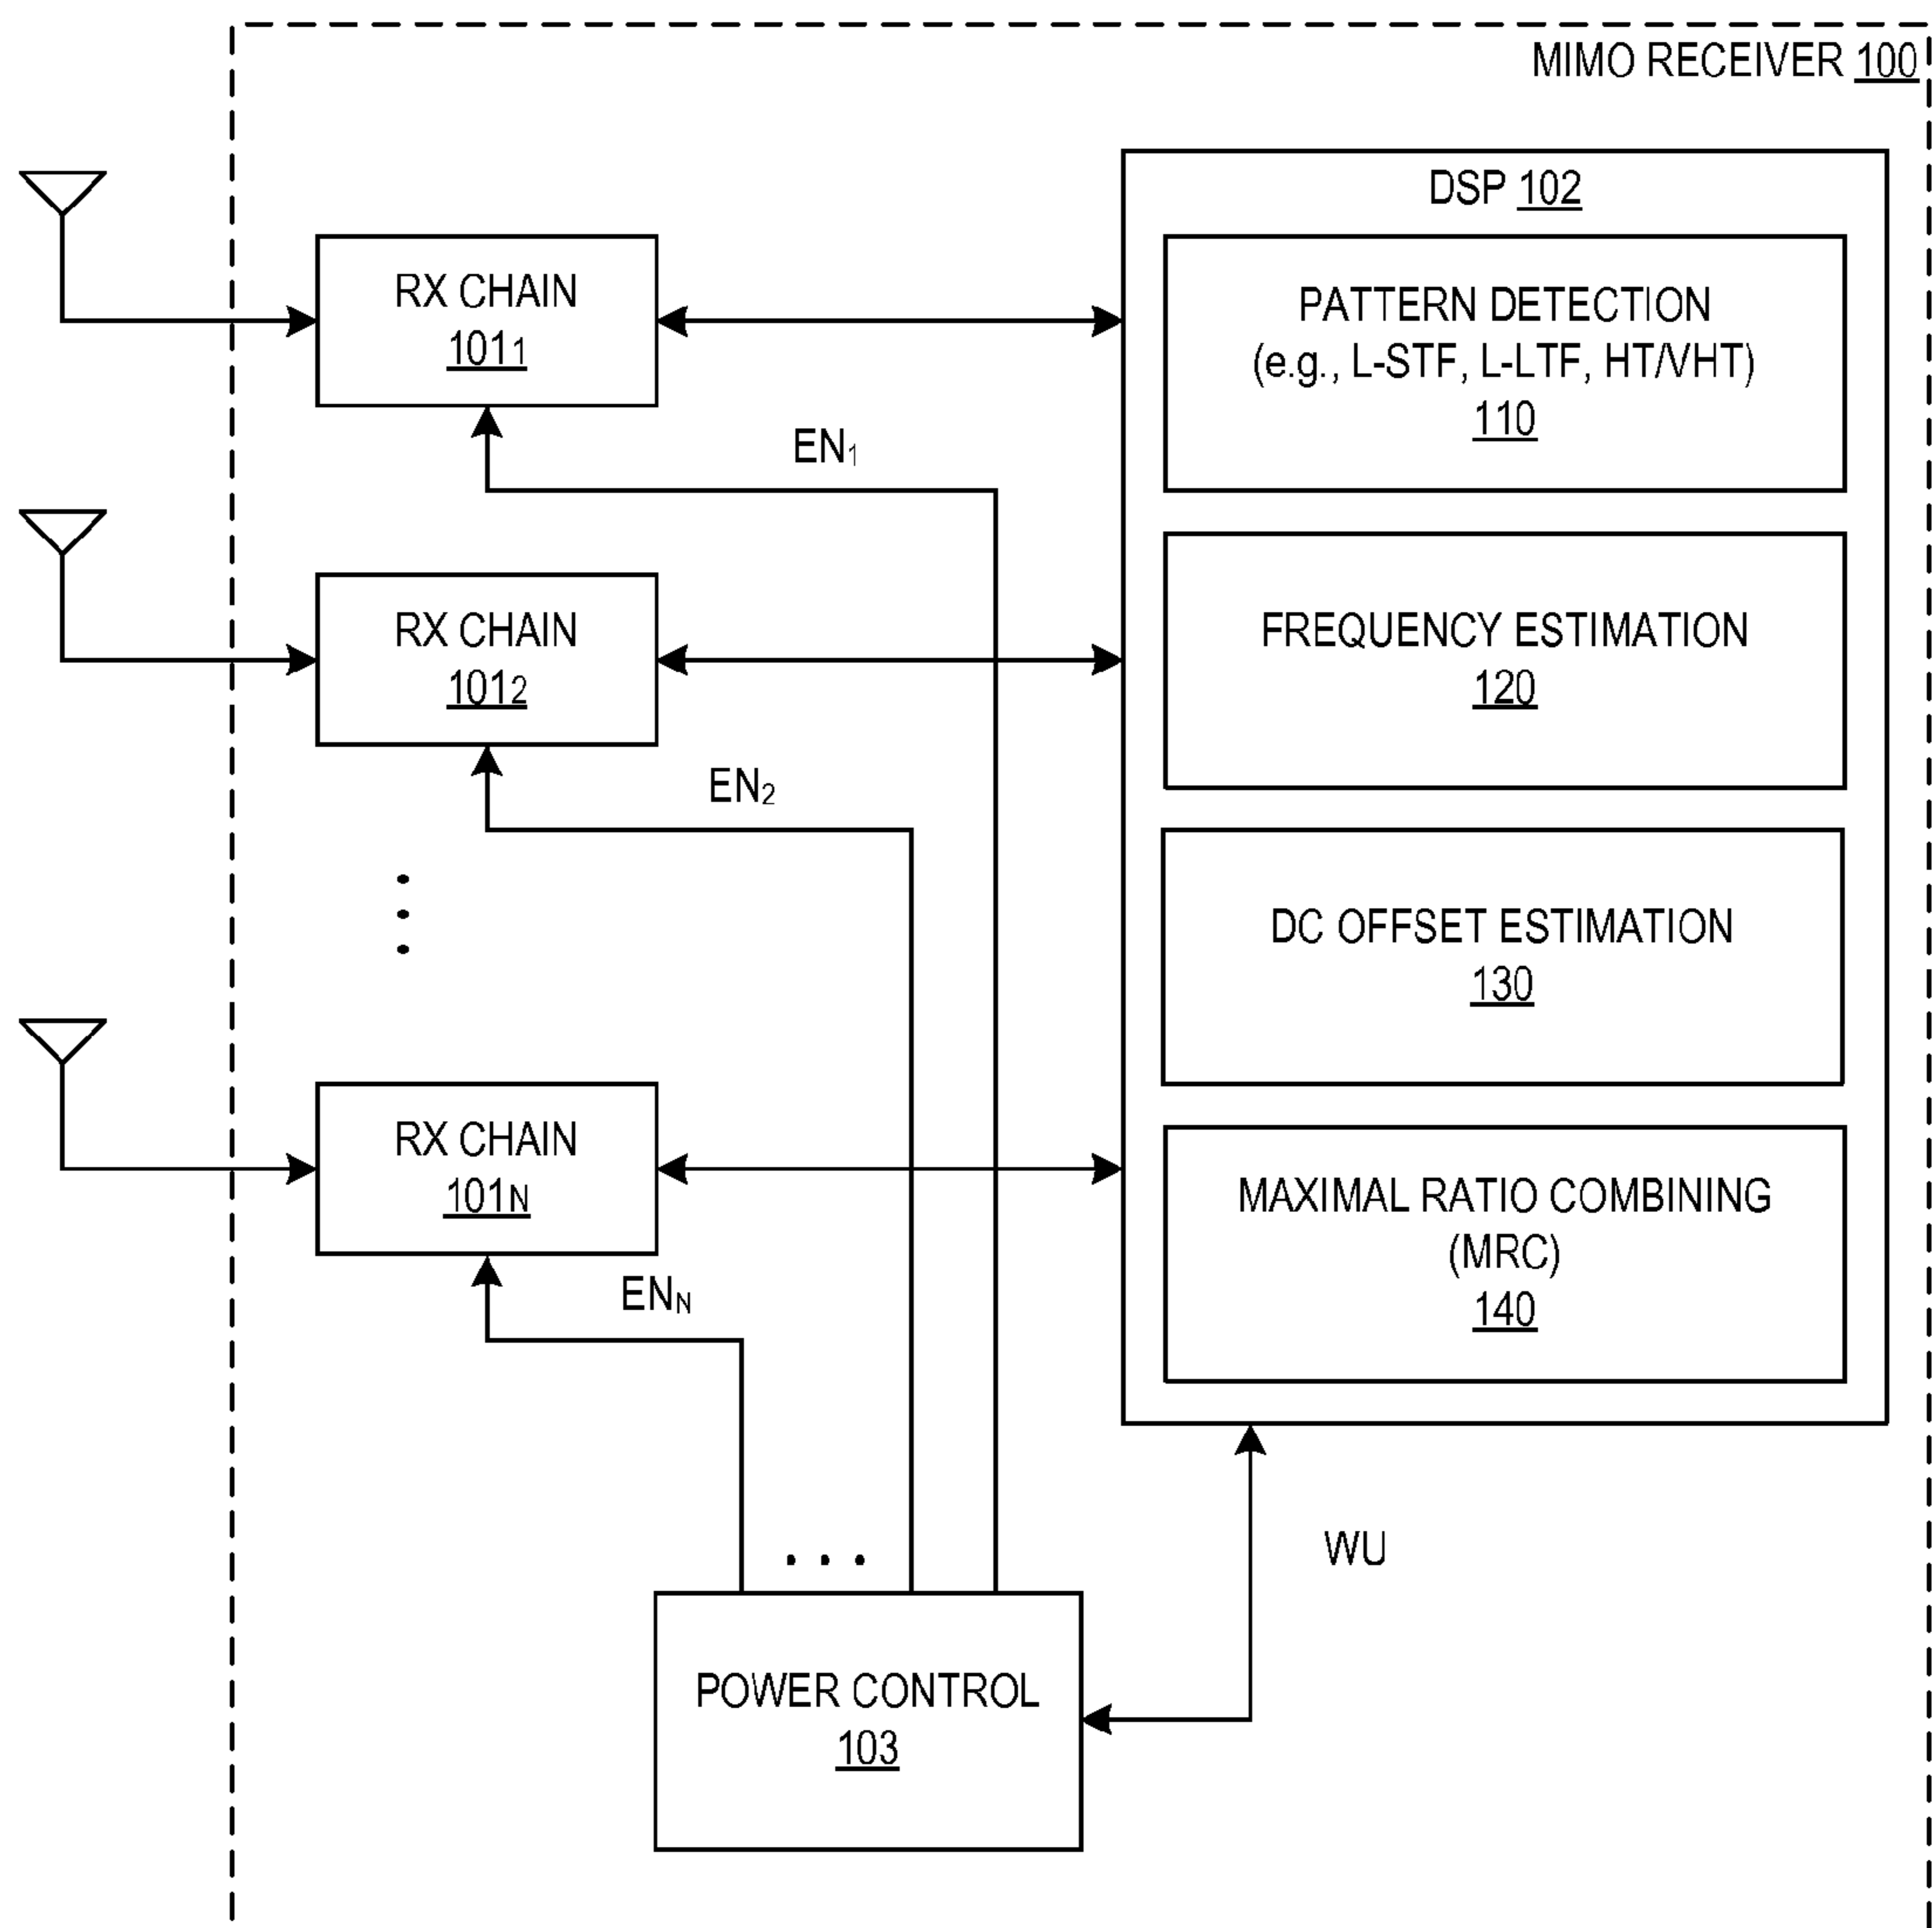 MIMO RECEIVER 100
DSP 102
RX CHAIN
101₁
PATTERN DETECTION
(e.g., L-STF, L-LTF, HT/VHT)
110
EN₁
RX CHAIN
101₂
FREQUENCY ESTIMATION
120
EN₂
DC OFFSET ESTIMATION
130
RX CHAIN
101N
MAXIMAL RATIO COMBINING
(MRC)
140
ENN
WU
POWER CONTROL
103